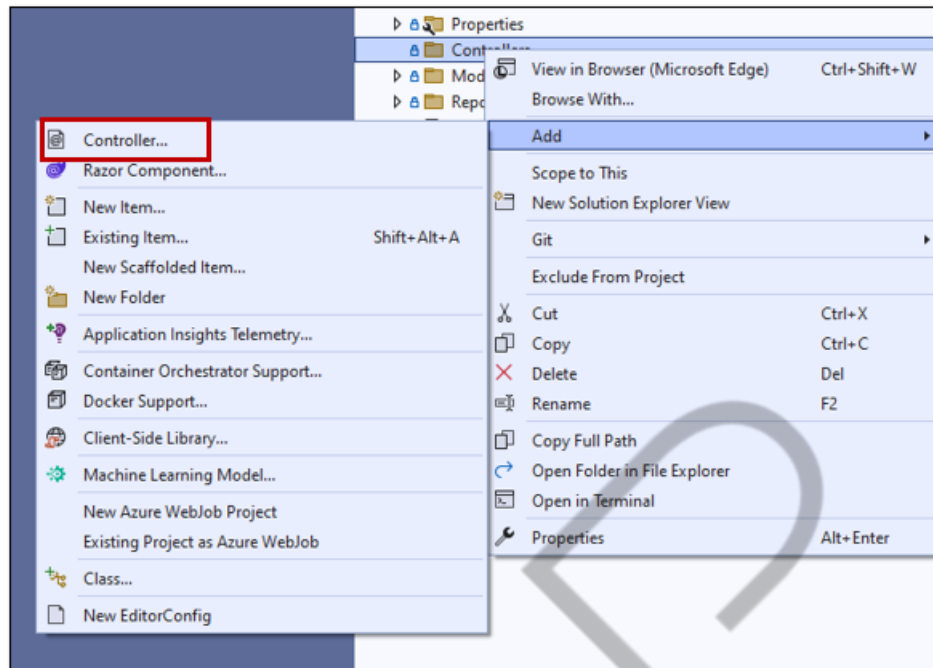 Properties
Controllers
View in Browser (Microsoft Edge) Ctrl+Shift+W
Browse With...
Add
Scope to This
New Solution Explorer View
Git
Exclude From Project
Cut Ctrl+X
Copy Ctrl+C
Delete Del
Rename F2
Copy Full Path
Open Folder in File Explorer
Open in Terminal
Properties Alt+Enter
Controller...
Razor Component...
New Item...
Existing Item... Shift+Alt+A
New Scaffolded Item...
New Folder
Application Insights Telemetry...
Container Orchestrator Support...
Docker Support...
Client-Side Library...
Machine Learning Model...
New Azure WebJob Project
Existing Project as Azure WebJob
Class...
New EditorConfig